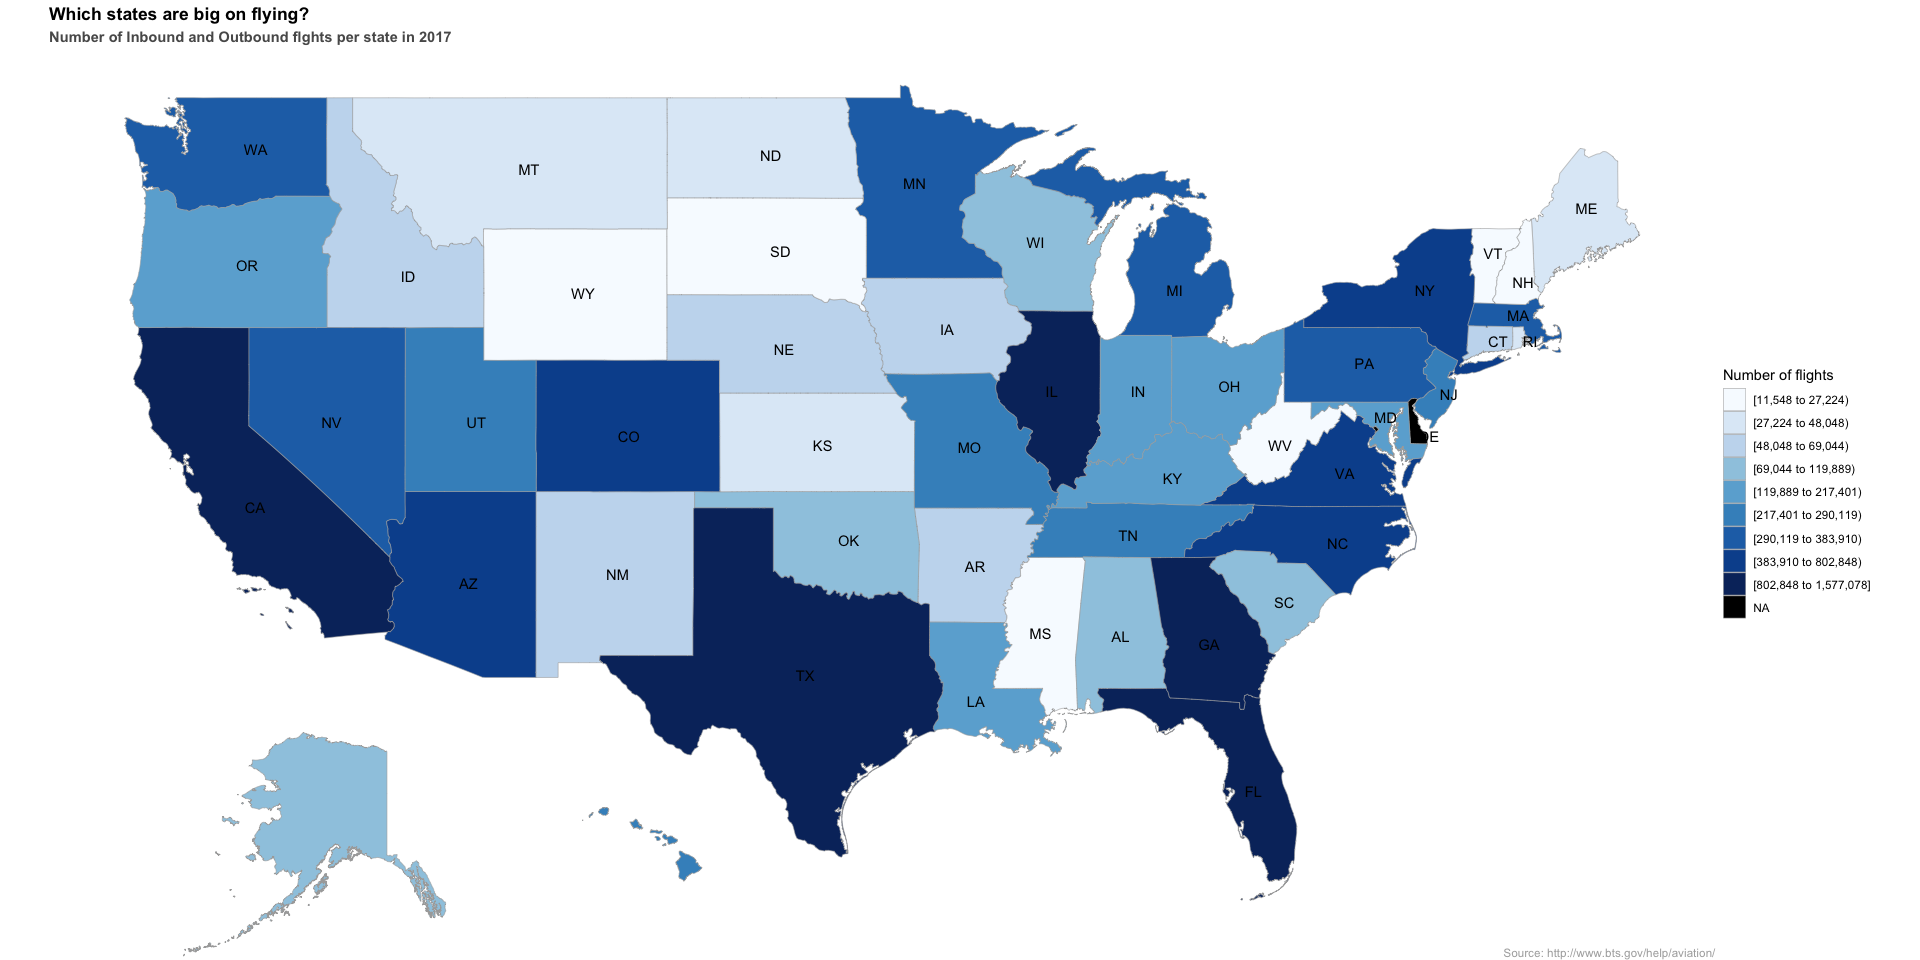 Which states are big on flying?
Number of Inbound and Outbound flghts per state in 2017
WA
MT
ND
MN
ME
OR
ID
WY
SD
WI
MI
VT
NH
NY
MA
CT
RI
NE
IA
PA
NV
UT
CO
KS
MO
IL
IN
OH
NJ
MD
DE
WV
VA
KY
CA
AZ
NM
OK
AR
TN
NC
SC
MS
AL
GA
TX
LA
FL
Number of flights
[11,548 to 27,224)
[27,224 to 48,048)
[48,048 to 69,044)
[69,044 to 119,889)
[119,889 to 217,401)
[217,401 to 290,119)
[290,119 to 383,910)
[383,910 to 802,848)
[802,848 to 1,577,078]
NA
Source: http://www.bts.gov/help/aviation/